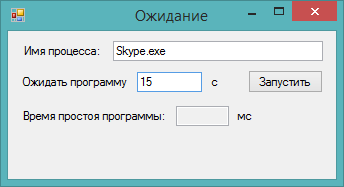 Ожидание
Имя процесса: Skype.exe
Ожидать программу 15 с Запустить
Время простоя программы: мс